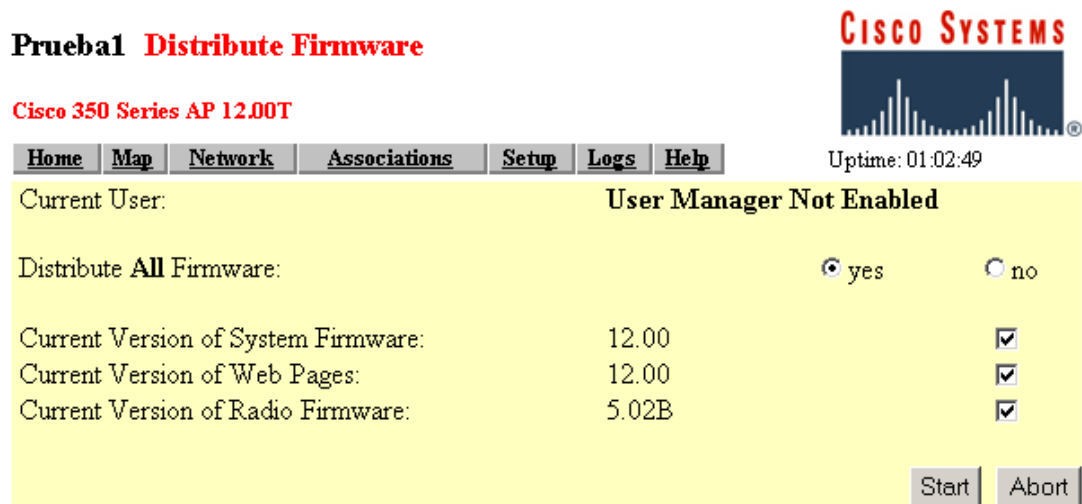 Prueba1 Distribute Firmware
CISCO SYSTEMS
Cisco 350 Series AP 12.00T
®
Home Map Network Associations Setup Logs Help
Uptime: 01:02:49
Current User: User Manager Not Enabled
Distribute All Firmware: yes no
Current Version of System Firmware: 12.00
Current Version of Web Pages: 12.00
Current Version of Radio Firmware: 5.02B
Start Abort